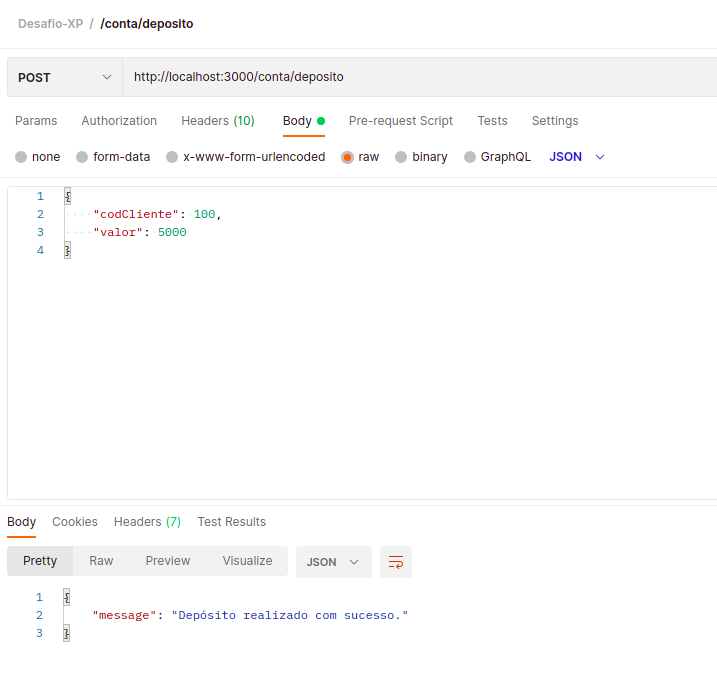 Desafio-XP / /conta/deposito
POST http://localhost:3000/conta/deposito
Params Authorization Headers (10) Body Pre-request Script Tests Settings
none form-data x-www-form-urlencoded raw binary GraphQL JSON
1 {
2 "codCliente": 100,
3 "valor": 5000
4 }
Body Cookies Headers (7) Test Results
Pretty Raw Preview Visualize JSON
1 {
2 "message": "Depósito realizado com sucesso."
3 }